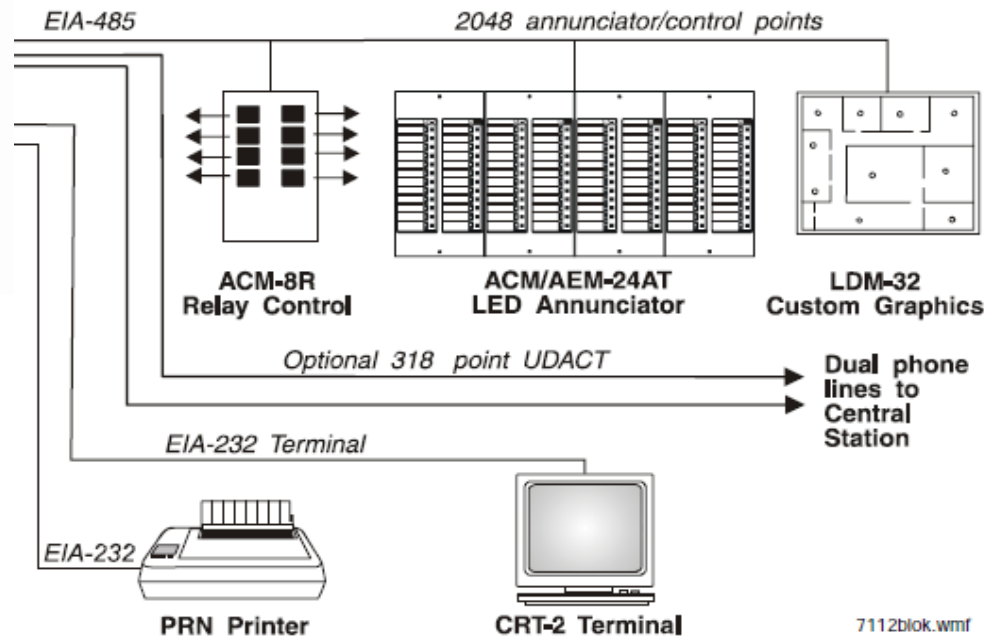 EIA-485
2048 annunciator/control points
ACM-8R
Relay Control
ACM/AEM-24AT
LED Annunciator
LDM-32
Custom Graphics
Optional 318 point UDACT
Dual phone
lines to
Central
Station
EIA-232 Terminal
EIA-232
PRN Printer
CRT-2 Terminal
7112blok.wmf